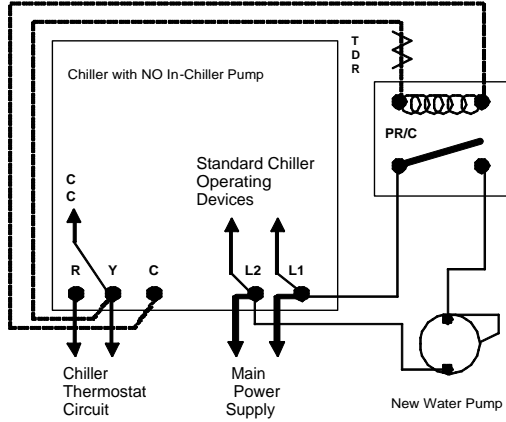 T
D
R
Chiller with NO In-Chiller Pump
PR/C
Standard Chiller
Operating
Devices
C
C
R Y C L2 L1
Chiller
Thermostat
Circuit
Main
Power
Supply
New Water Pump